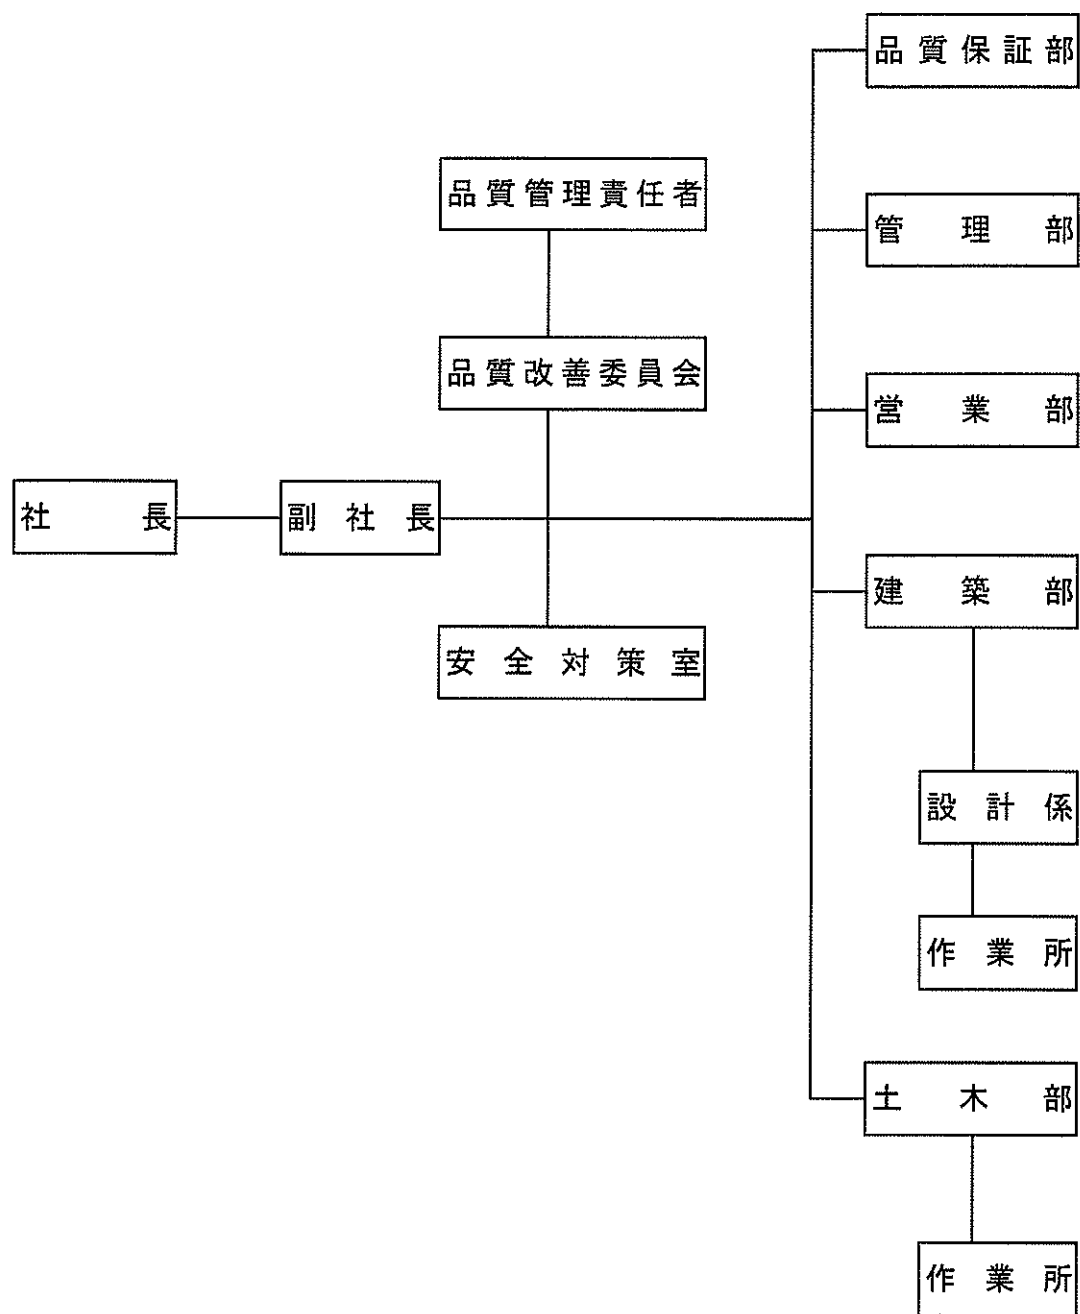 品質保証部
品質管理責任者
管理部
品質改善委員会
営業部
社長
副社長
建築部
安全対策室
設計係
作業所
土木部
作業所